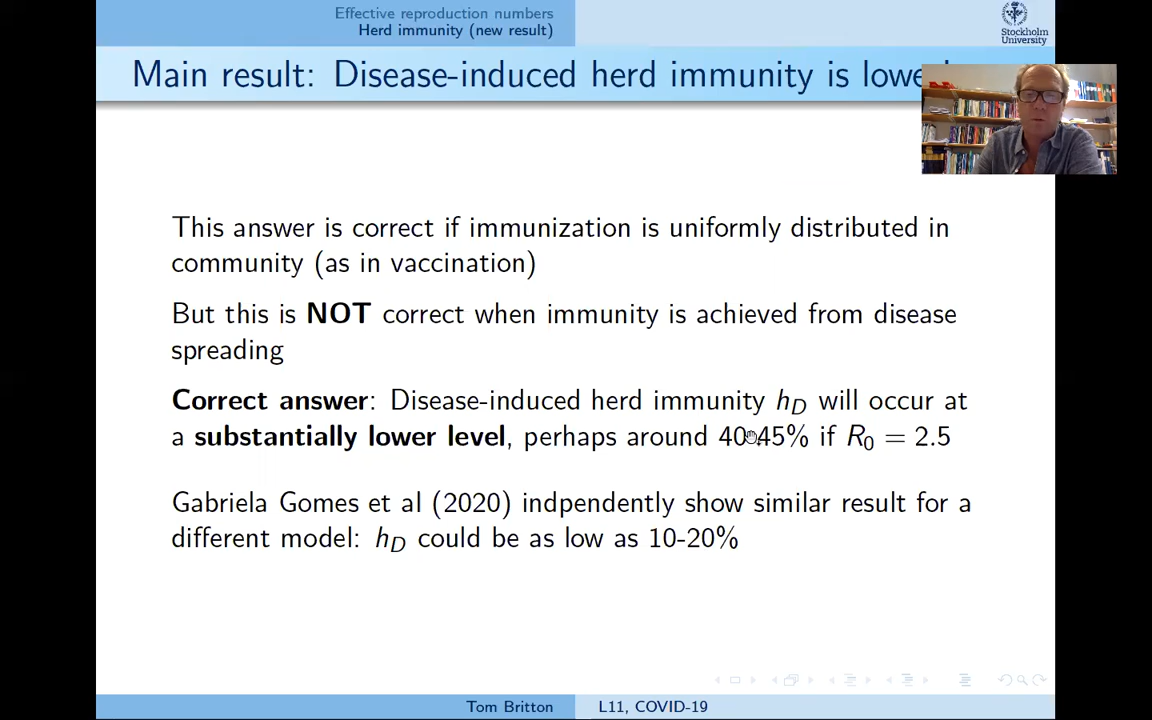 Effective reproduction numbers
Herd immunity (new result)
Stockholm
University
Main result: Disease-induced herd immunity is lower
This answer is correct if immunization is uniformly distributed in
community (as in vaccination)
But this is NOT correct when immunity is achieved from disease
spreading
Correct answer: Disease-induced herd immunity h_D will occur at
a substantially lower level, perhaps around 40-45% if R_0 = 2.5
Gabriela Gomes et al (2020) indpendently show similar result for a
different model: h_D could be as low as 10-20%
Tom Britton
L11, COVID-19